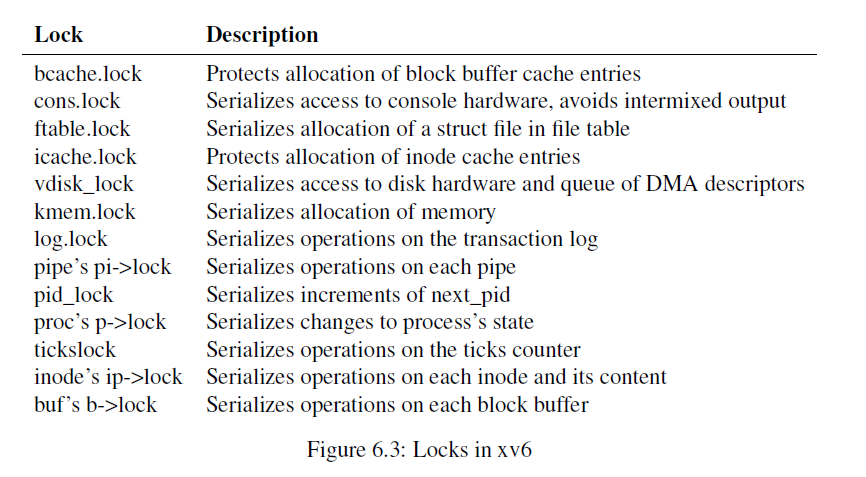 Lock Description
bcache.lock Protects allocation of block buffer cache entries
cons.lock Serializes access to console hardware, avoids intermixed output
ftable.lock Serializes allocation of a struct file in file table
icache.lock Protects allocation of inode cache entries
vdisk_lock Serializes access to disk hardware and queue of DMA descriptors
kmem.lock Serializes allocation of memory
log.lock Serializes operations on the transaction log
pipe’s pi->lock Serializes operations on each pipe
pid_lock Serializes increments of next_pid
proc’s p->lock Serializes changes to process’s state
tickslock Serializes operations on the ticks counter
inode’s ip->lock Serializes operations on each inode and its content
buf’s b->lock Serializes operations on each block buffer
Figure 6.3: Locks in xv6